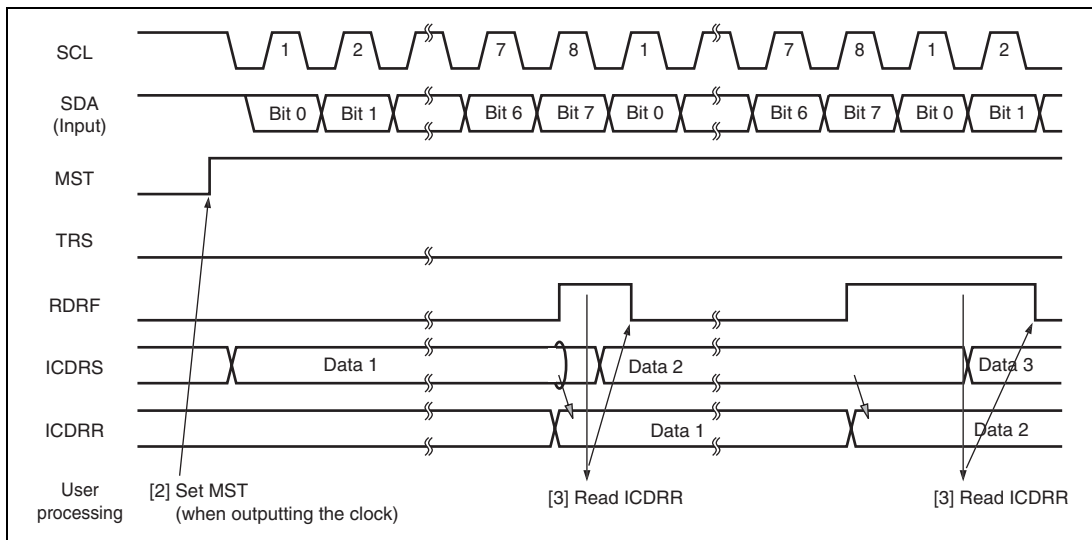 SCL 1 2 7 8 1 7 8 1 2
SDA
(Input)
Bit 0 Bit 1 Bit 6 Bit 7 Bit 0 Bit 6 Bit 7 Bit 0 Bit 1
MST
TRS
RDRF
ICDRS Data 1 Data 2 Data 3
ICDRR Data 1 Data 2
User
processing
[2] Set MST
(when outputting the clock)
[3] Read ICDRR
[3] Read ICDRR